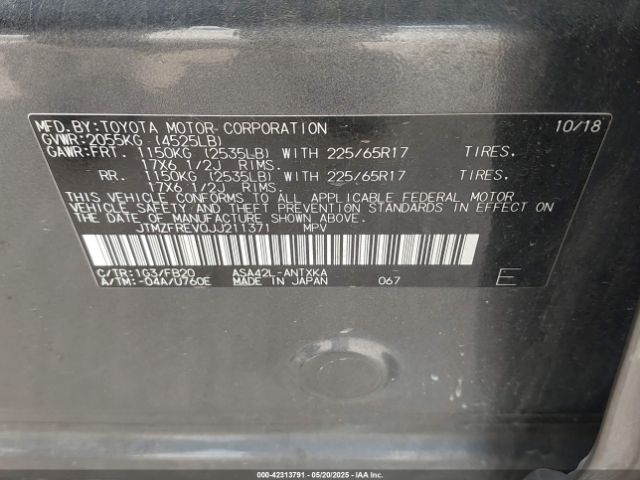 MFD.BY:TOYOTA MOTOR CORPORATION 10/18
GVWR:2055KG (4525LB)
GAWR:FRT. 1150KG (2535LB) WITH 225/65R17 TIRES.
17X6 1/2J RIMS.
RR. 1150KG (2535LB) WITH 225/65R17 TIRES.
17X6 1/2J RIMS.
THIS VEHICLE CONFORMS TO ALL APPLICABLE FEDERAL MOTOR
VEHICLE SAFETY AND THEFT PREVENTION STANDARDS IN EFFECT ON
THE DATE OF MANUFACTURE SHOWN ABOVE.
JTMZFREV0JJ211371 MPV
C/TR:1G3/FB20 ASA42L-ANTXKA
A/TM:-04A/U760E MADE IN JAPAN 067 E
000-42313791 - 05/20/2025 - IAA, Inc.